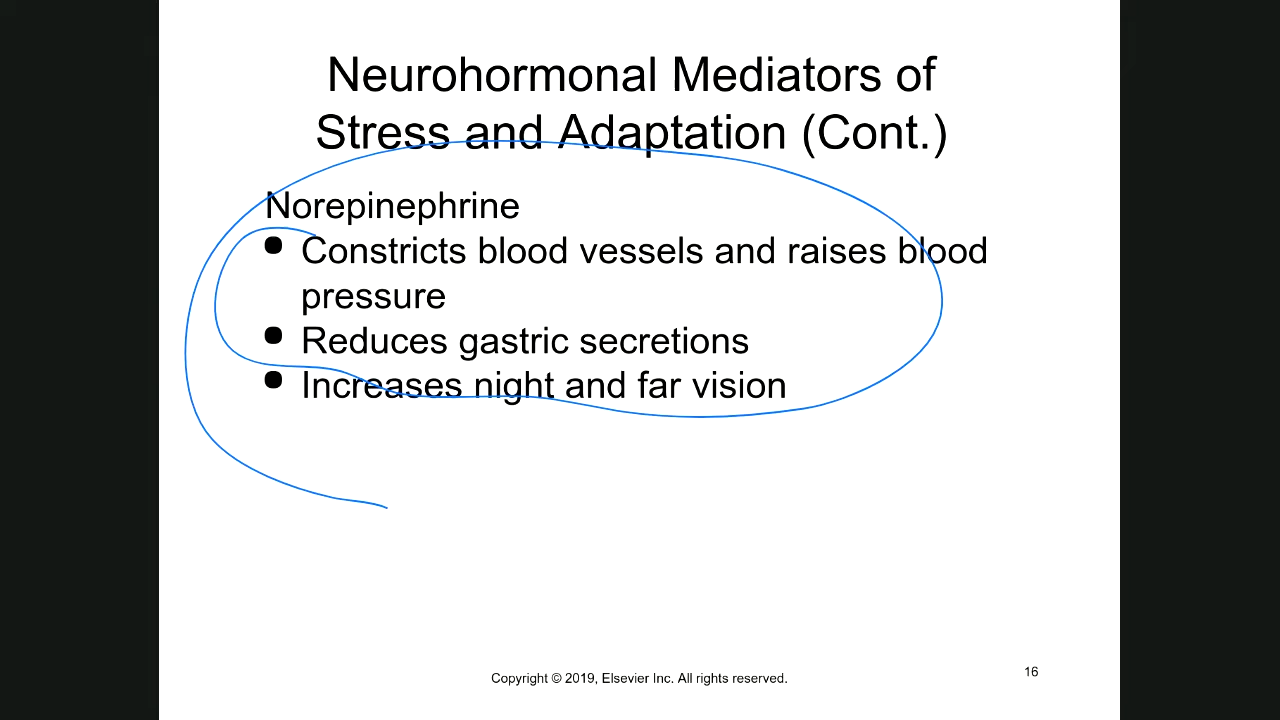 Neurohormonal Mediators of
Stress and Adaptation (Cont.)
Norepinephrine
● Constricts blood vessels and raises blood
pressure
● Reduces gastric secretions
● Increases night and far vision
Copyright © 2019, Elsevier Inc. All rights reserved.
16